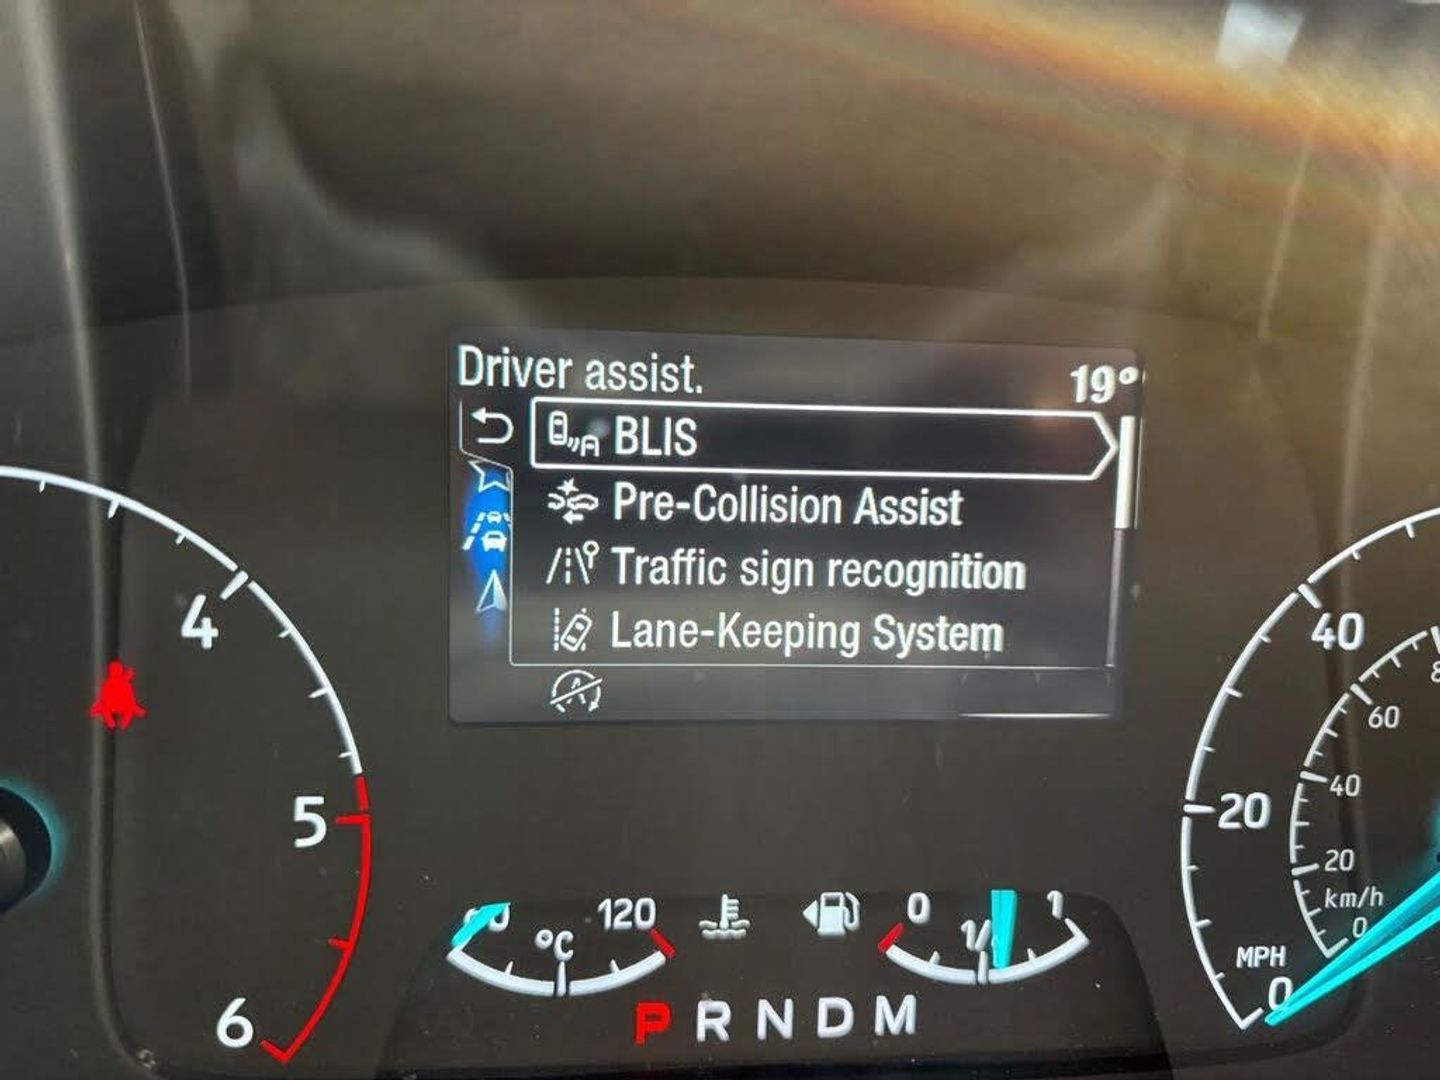 Driver assist.
19°
BLIS
Pre-Collision Assist
Traffic sign recognition
Lane-Keeping System
4
5
6
120
°C
0
1
P R N D M
40
20
0
MPH
60
40
20
km/h
0